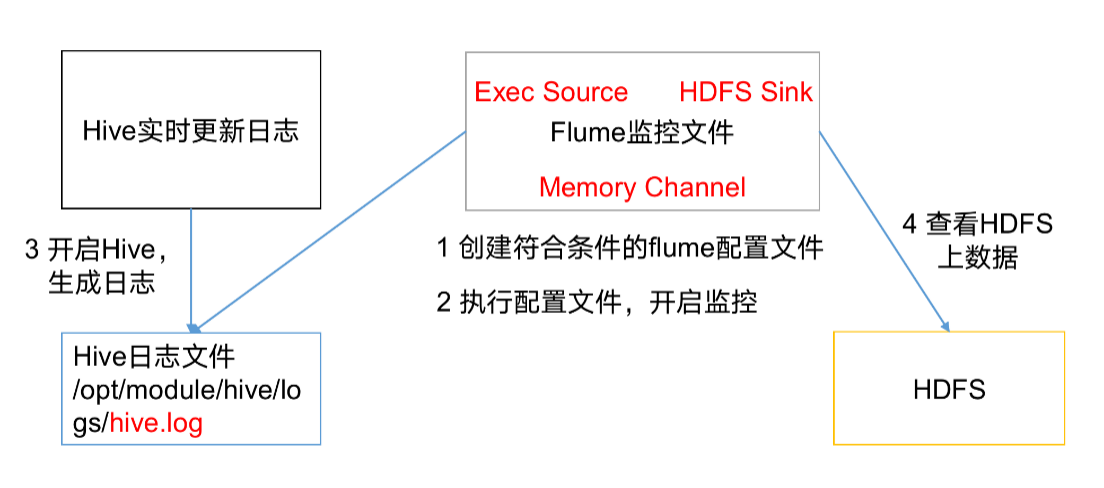 Hive实时更新日志
Exec Source
HDFS Sink
Flume监控文件
Memory Channel
3 开启Hive，
生成日志
1 创建符合条件的flume配置文件
2 执行配置文件，开启监控
4 查看HDFS
上数据
Hive日志文件
/opt/module/hive/lo
gs/hive.log
HDFS